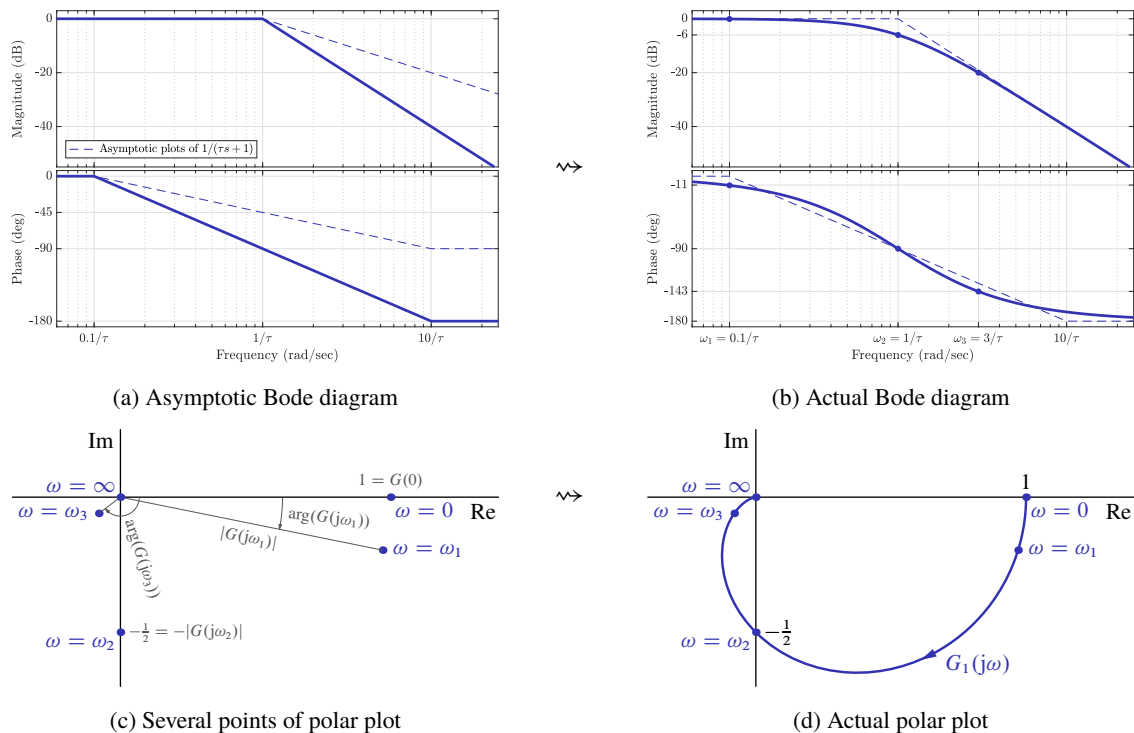 0
-20
-40
Magnitude (dB)
Asymptotic plots of 1/(τs + 1)
0
-45
-90
-180
Phase (deg)
0.1/τ
1/τ
10/τ
Frequency (rad/sec)
(a) Asymptotic Bode diagram
0
-6
-20
-40
Magnitude (dB)
-11
-90
-143
-180
Phase (deg)
ω₁ = 0.1/τ
ω₂ = 1/τ
ω₃ = 3/τ
10/τ
Frequency (rad/sec)
(b) Actual Bode diagram
Im
ω = ∞
1 = G(0)
ω = 0
Re
ω = ω₃
arg(G(jω₁))
|G(jω₁)|
ω = ω₁
arg(G(jω₃))
ω = ω₂
-1/2 = -|G(jω₂)|
(c) Several points of polar plot
Im
ω = ∞
1
ω = 0
Re
ω = ω₃
ω = ω₁
ω = ω₂
-1/2
G₁(jω)
(d) Actual polar plot